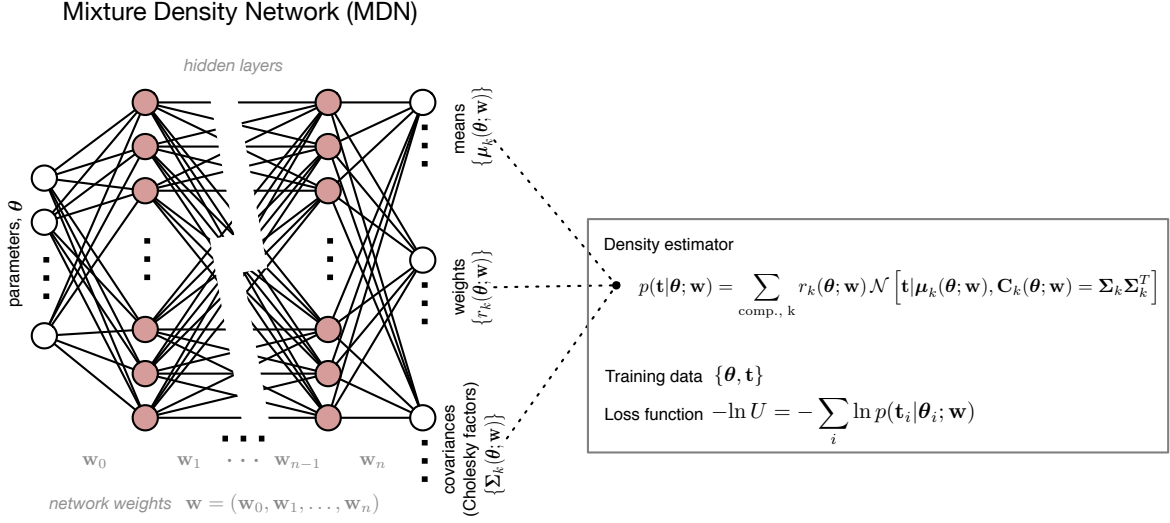 Mixture Density Network (MDN)
hidden layers
parameters, θ
means
{μ_k(θ; w)}
weights
{r_k(θ; w)}
covariances
(Cholesky factors)
{Σ_k(θ; w)}
w_0 w_1 · · · w_{n−1} w_n
network weights w = (w_0, w_1, . . . , w_n)
Density estimator
p(t|θ; w) = ∑_{comp., k} r_k(θ; w) N [t|μ_k(θ; w), C_k(θ; w) = Σ_kΣ_k^T]
Training data {θ, t}
Loss function −ln U = −∑_i ln p(t_i|θ_i; w)